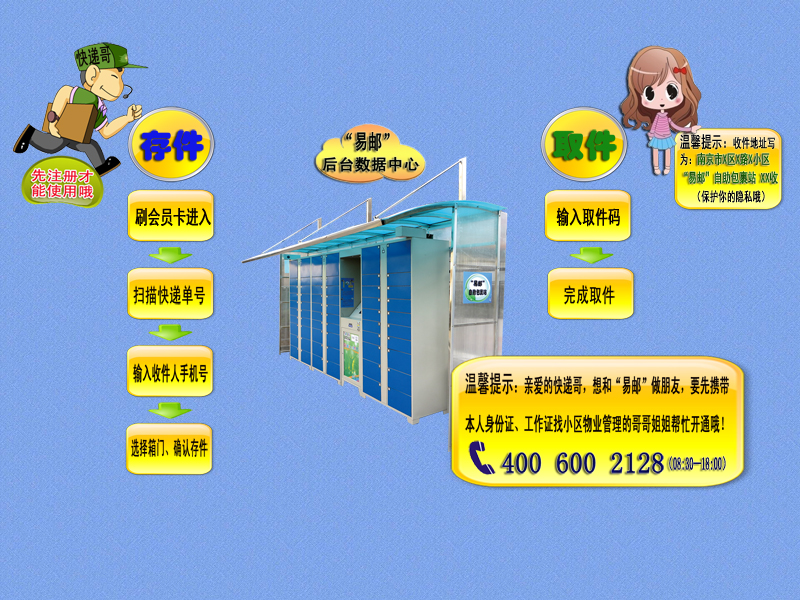 快递哥
先注册才
能使用哦
存件
刷会员卡进入
扫描快递单号
输入收件人手机号
选择箱门、确认存件
“易邮”
后台数据中心
“易邮”
自助包裹站
取件
输入取件码
完成取件
温馨提示：收件地址写
为：南京市X区X路X小区
“易邮”自助包裹站 XX收
（保护你的隐私哦）
温馨提示：亲爱的快递哥，想和“易邮”做朋友，要先携带
本人身份证、工作证找小区物业管理的哥哥姐姐帮忙开通哦！
400 600 2128（08:30—18:00）